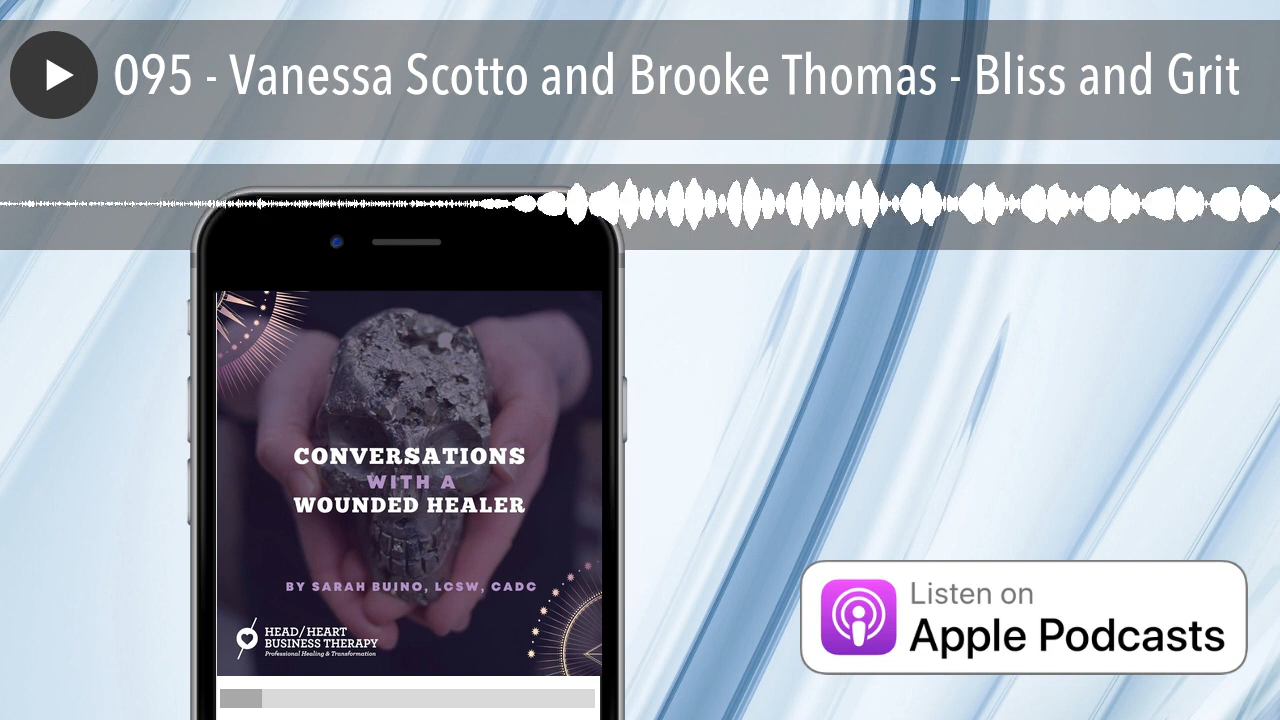 095 - Vanessa Scotto and Brooke Thomas - Bliss and Grit
CONVERSATIONS
WITH A
WOUNDED HEALER
BY SARAH BUINO, LCSW, CADC
HEAD/HEART
BUSINESS THERAPY
Professional Healing & Transformation
Listen on
Apple Podcasts